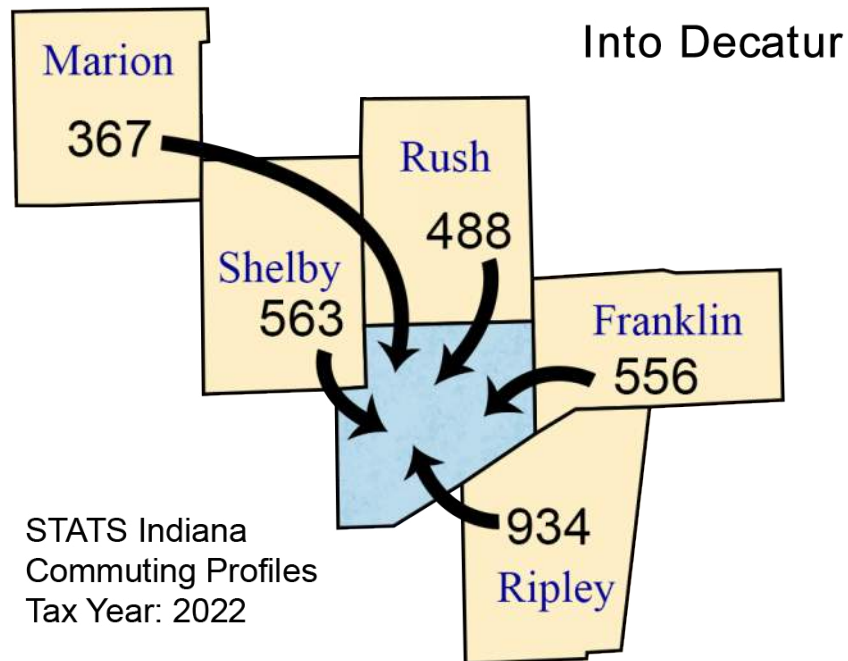 Into Decatur
Marion
367
Rush
488
Shelby
563
Franklin
556
934
Ripley
STATS Indiana
Commuting Profiles
Tax Year: 2022